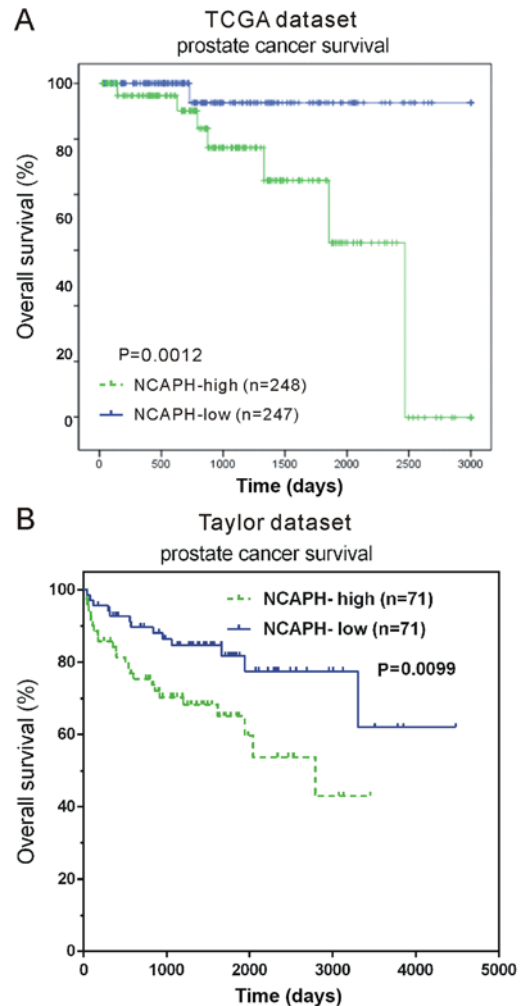 A
TCGA dataset
prostate cancer survival
Overall survival (%)
100
80
60
40
20
0
P=0.0012
NCAPH-high (n=248)
NCAPH-low (n=247)
0 500 1000 1500 2000 2500 3000
Time (days)
B
Taylor dataset
prostate cancer survival
Overall survival (%)
100
80
60
40
20
0
NCAPH- high (n=71)
NCAPH- low (n=71)
P=0.0099
0 1000 2000 3000 4000 5000
Time (days)